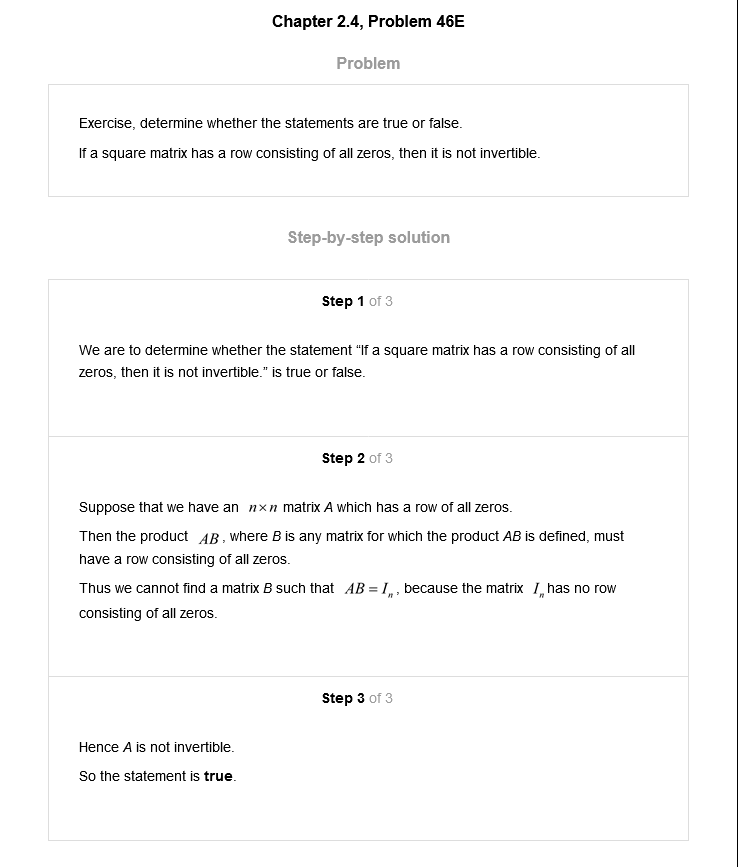 Chapter 2.4, Problem 46E
Problem
Exercise, determine whether the statements are true or false.
If a square matrix has a row consisting of all zeros, then it is not invertible.
Step-by-step solution
Step 1 of 3
We are to determine whether the statement “If a square matrix has a row consisting of all
zeros, then it is not invertible.” is true or false.
Step 2 of 3
Suppose that we have an n×n matrix A which has a row of all zeros.
Then the product AB, where B is any matrix for which the product AB is defined, must
have a row consisting of all zeros.
Thus we cannot find a matrix B such that AB = Iₙ, because the matrix Iₙ has no row
consisting of all zeros.
Step 3 of 3
Hence A is not invertible.
So the statement is true.